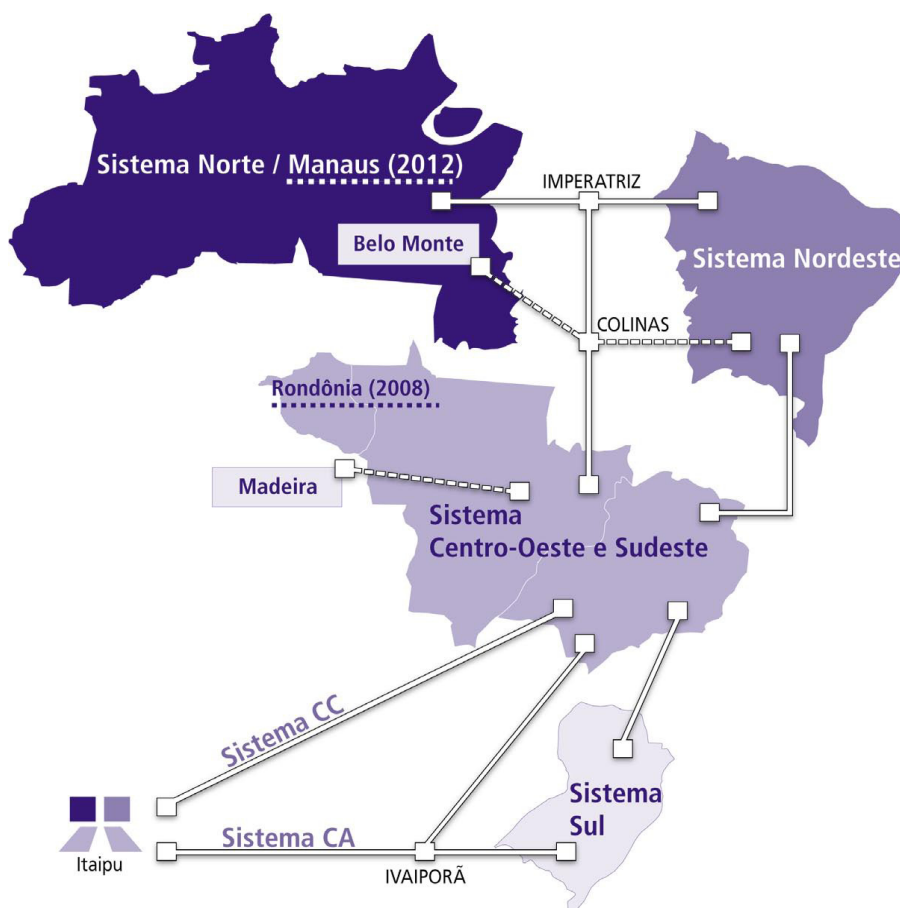 Sistema Norte / Manaus (2012)
IMPERATRIZ
Belo Monte
Sistema Nordeste
COLINAS
Rondônia (2008)
Madeira
Sistema
Centro-Oeste e Sudeste
Sistema CC
Sistema
Sul
Sistema CA
Itaipu
IVAIPORÃ